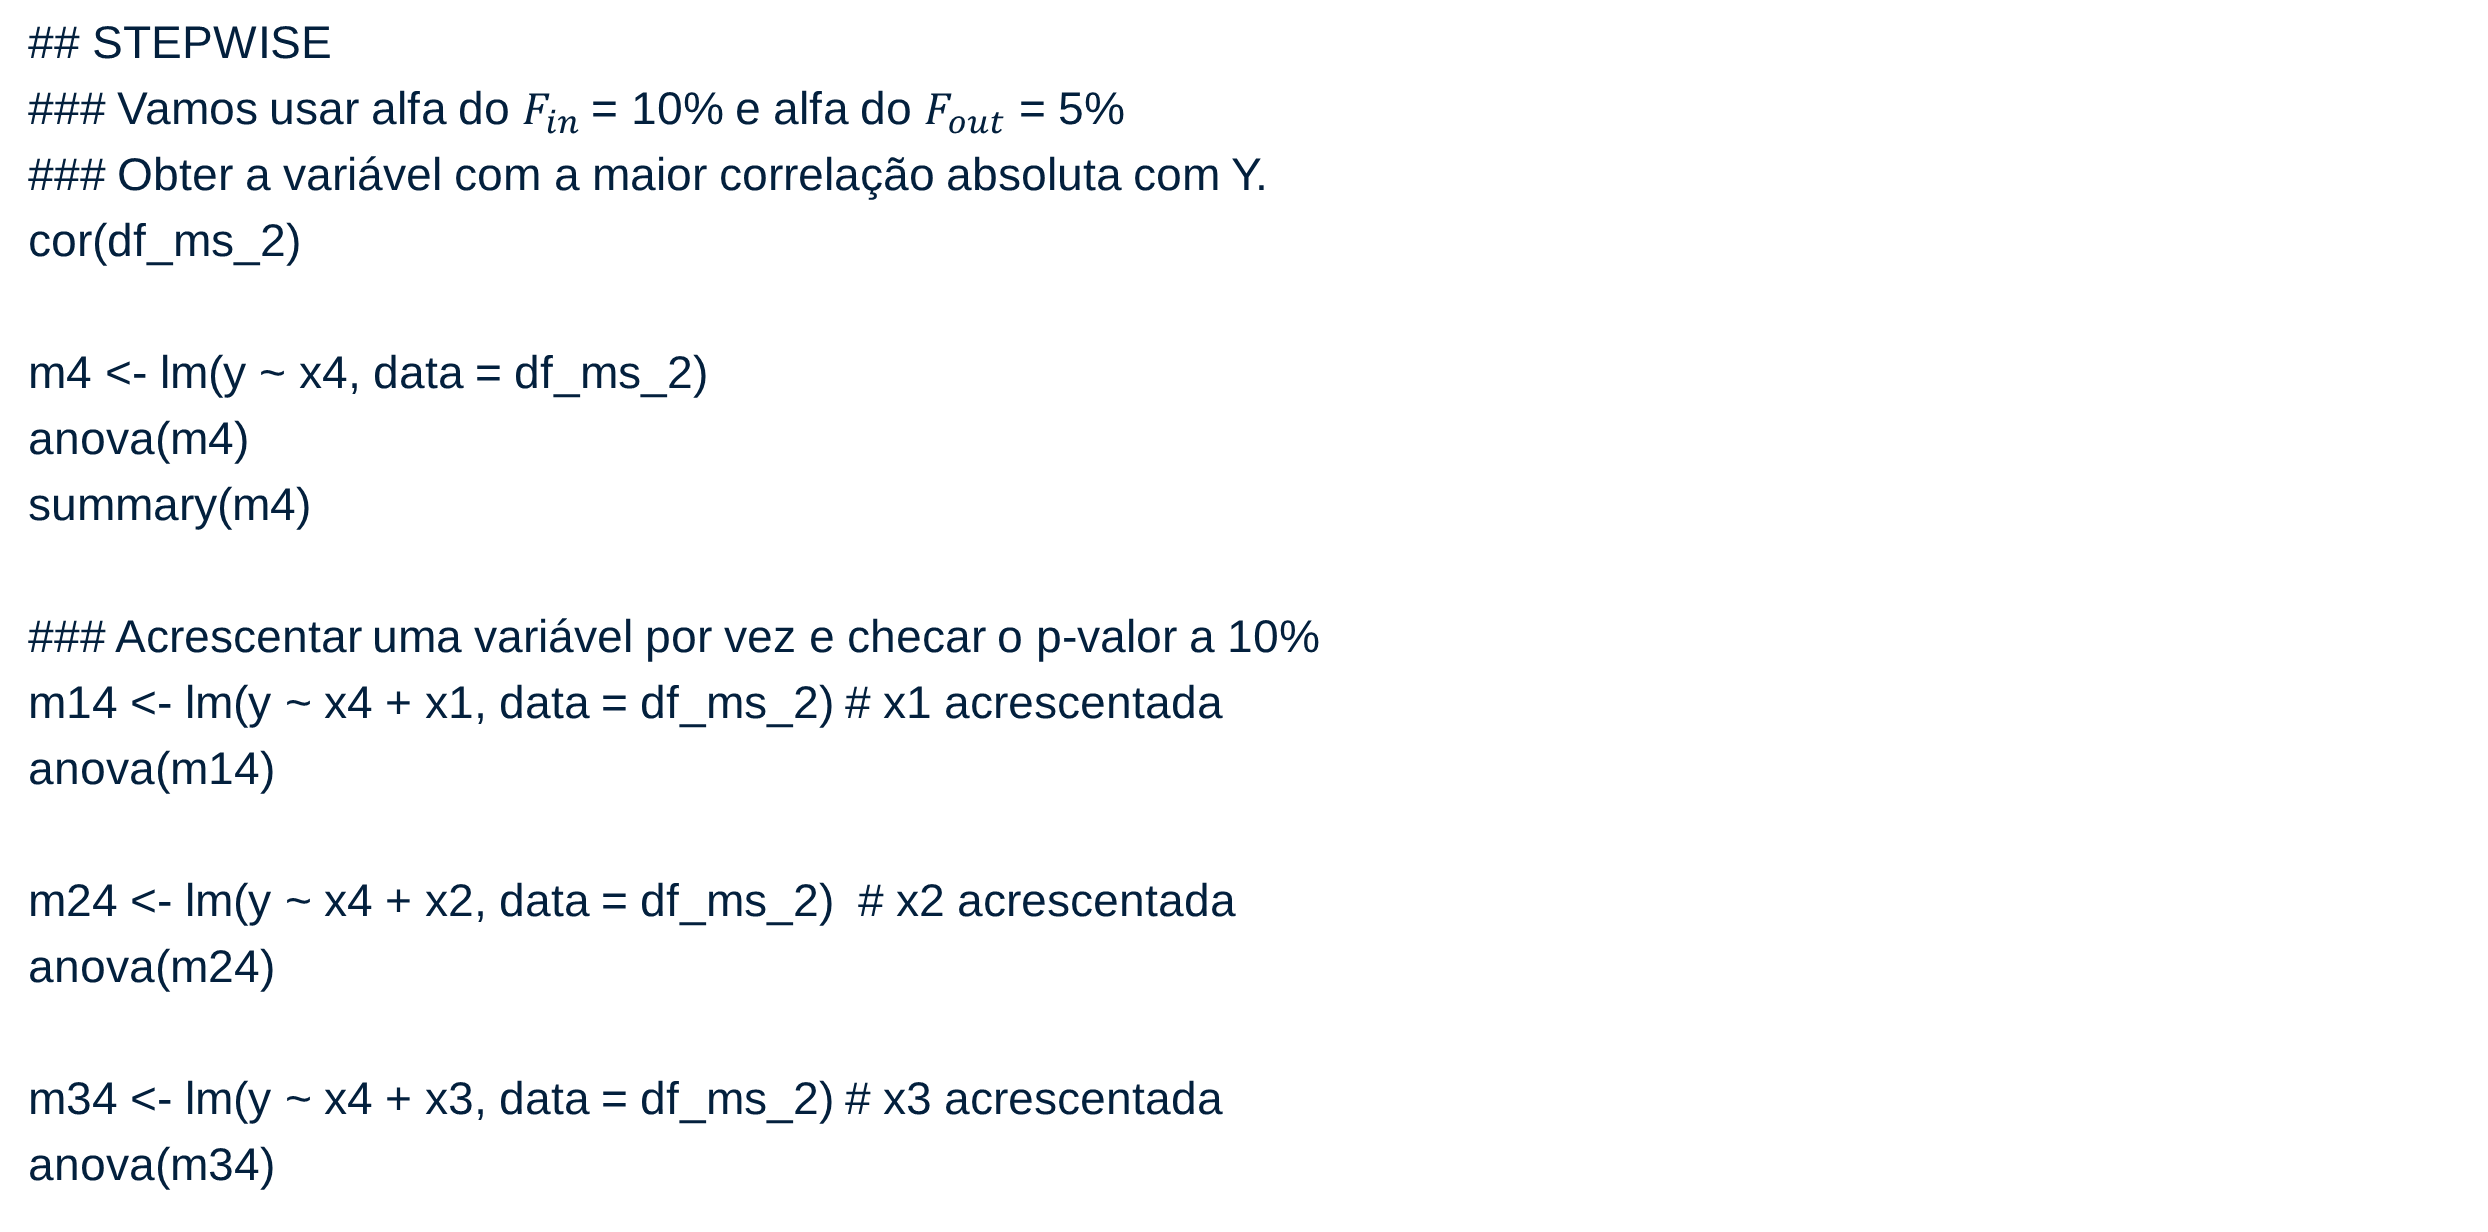 ## STEPWISE
### Vamos usar alfa do F_in = 10% e alfa do F_out = 5%
### Obter a variável com a maior correlação absoluta com Y.
cor(df_ms_2)
m4 <- lm(y ~ x4, data = df_ms_2)
anova(m4)
summary(m4)
### Acrescentar uma variável por vez e checar o p-valor a 10%
m14 <- lm(y ~ x4 + x1, data = df_ms_2) # x1 acrescentada
anova(m14)
m24 <- lm(y ~ x4 + x2, data = df_ms_2)  # x2 acrescentada
anova(m24)
m34 <- lm(y ~ x4 + x3, data = df_ms_2) # x3 acrescentada
anova(m34)